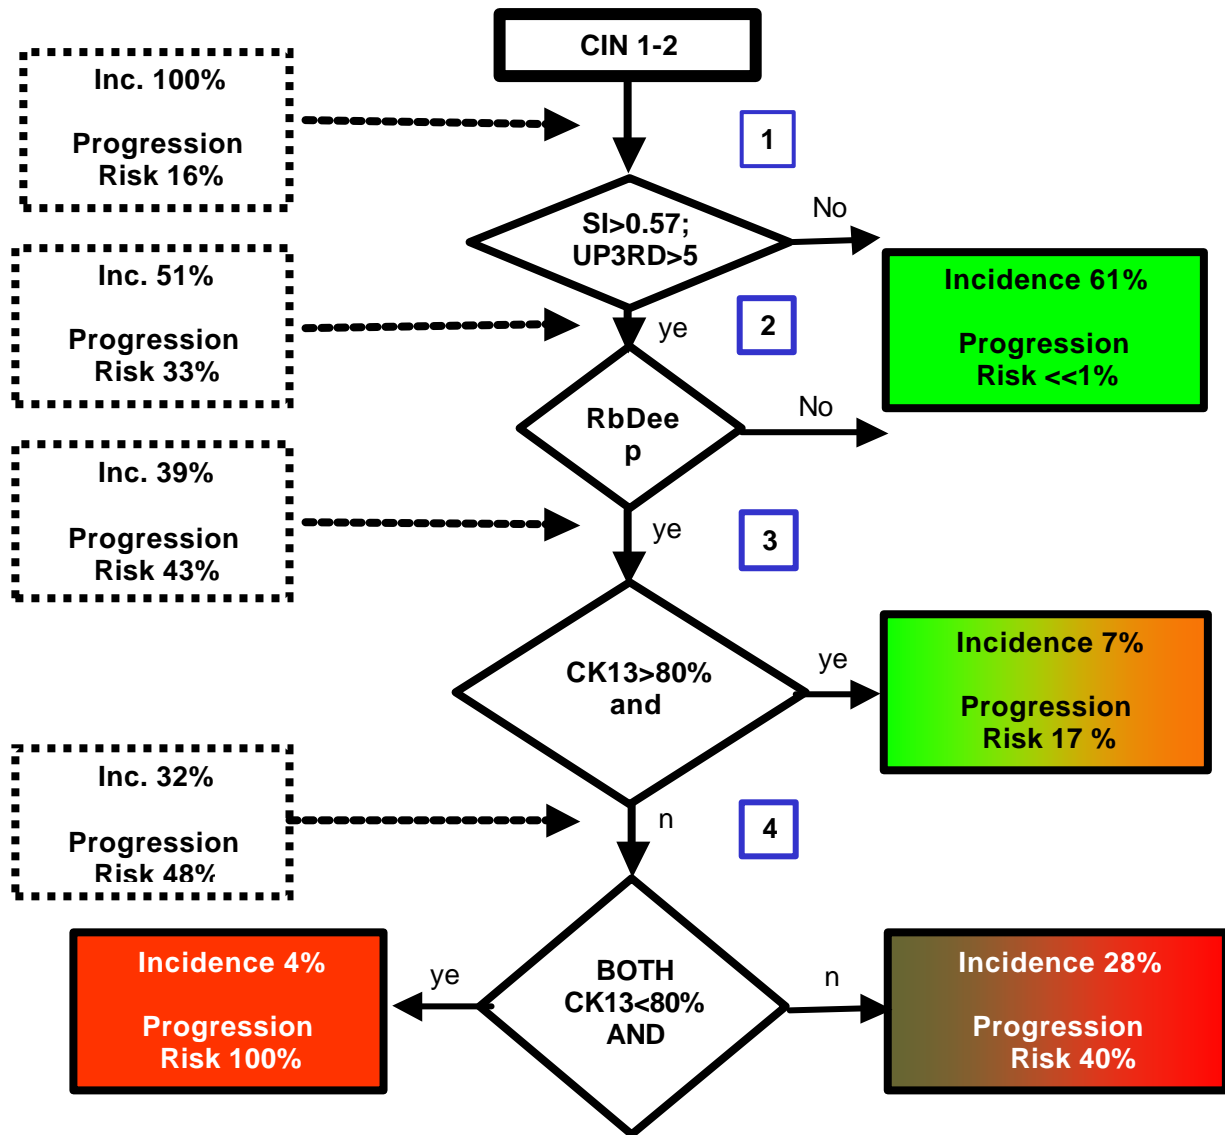 CIN 1-2
Inc. 100%
Progression
Risk 16%
1
SI>0.57;
UP3RD>5
No
Inc. 51%
Progression
Risk 33%
ye
2
Incidence 61%
Progression
Risk <<1%
RbDee
p
No
Inc. 39%
Progression
Risk 43%
ye
3
CK13>80%
and
ye
Incidence 7%
Progression
Risk 17 %
Inc. 32%
Progression
Risk 48%
n
4
BOTH
CK13<80%
AND
ye
Incidence 4%
Progression
Risk 100%
n
Incidence 28%
Progression
Risk 40%